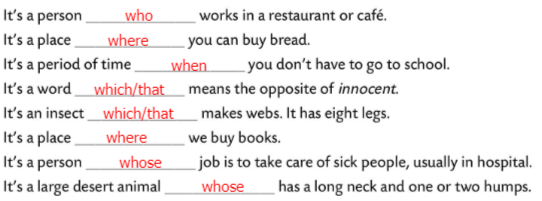 It's a person who works in a restaurant or café.
It's a place where you can buy bread.
It's a period of time when you don't have to go to school.
It's a word which/that means the opposite of innocent.
It's an insect which/that makes webs. It has eight legs.
It's a place where we buy books.
It's a person whose job is to take care of sick people, usually in hospital.
It's a large desert animal whose has a long neck and one or two humps.